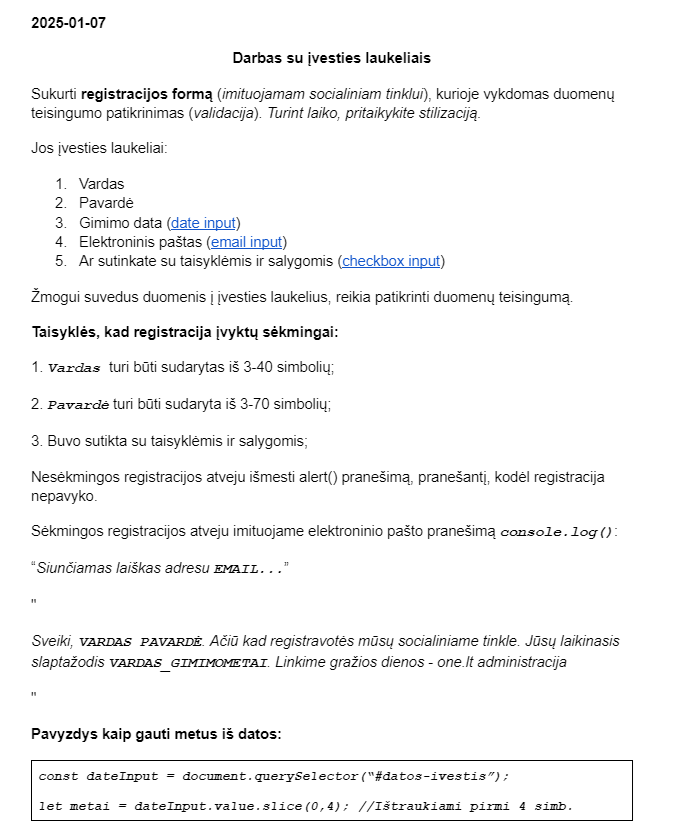 2025-01-07
Darbas su įvesties laukeliais
Sukurti registracijos formą (imituojamam socialiniam tinklui), kurioje vykdomas duomenų
teisingumo patikrinimas (validacija). Turint laiko, pritaikykite stilizaciją.
Jos įvesties laukeliai:
1. Vardas
2. Pavardė
3. Gimimo data (date input)
4. Elektroninis paštas (email input)
5. Ar sutinkate su taisyklėmis ir salygomis (checkbox input)
Žmogui suvedus duomenis į įvesties laukelius, reikia patikrinti duomenų teisingumą.
Taisyklės, kad registracija įvyktų sėkmingai:
1. Vardas turi būti sudarytas iš 3-40 simbolių;
2. Pavardė turi būti sudaryta iš 3-70 simbolių;
3. Buvo sutikta su taisyklėmis ir salygomis;
Nesėkmingos registracijos atveju išmesti alert() pranešimą, pranešantį, kodėl registracija
nepavyko.
Sėkmingos registracijos atveju imituojame elektroninio pašto pranešimą console.log():
“Siunčiamas laiškas adresu EMAIL...”
"
Sveiki, VARDAS PAVARDĖ. Ačiū kad registravotės mūsų socialiniame tinkle. Jūsų laikinasis
slaptažodis VARDAS_GIMIMOMETAI. Linkime gražios dienos - one.lt administracija
"
Pavyzdys kaip gauti metus iš datos:
const dateInput = document.querySelector(“#datos-ivestis”);
let metai = dateInput.value.slice(0,4); //Ištraukiami pirmi 4 simb.